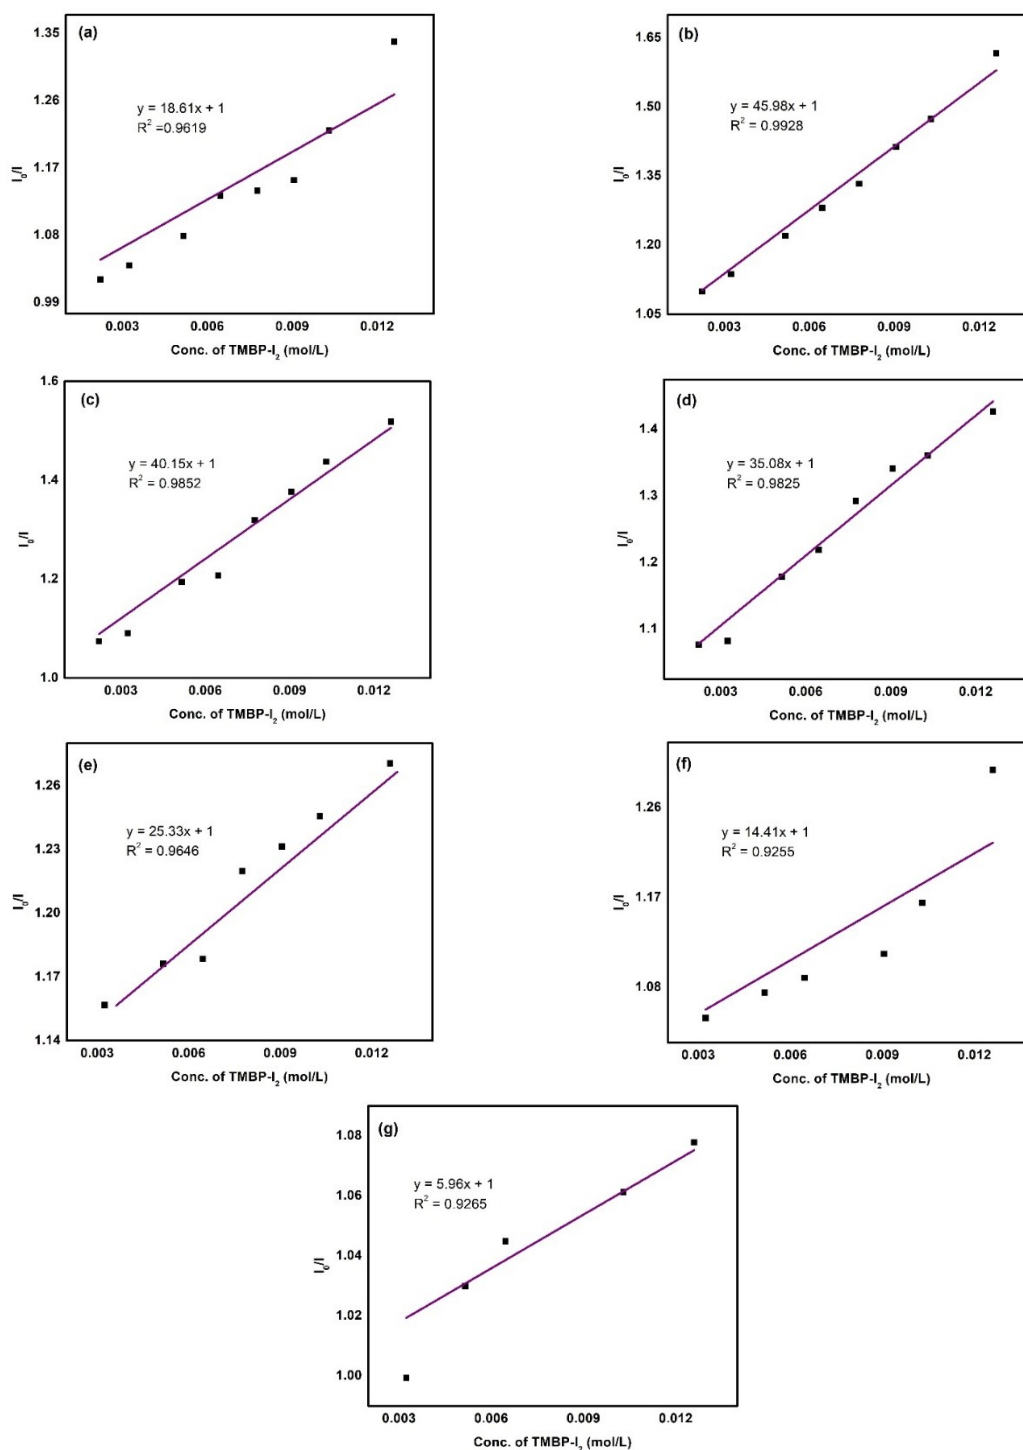 (a)
y = 18.61x + 1
R² =0.9619
I₀/I
1.35
1.26
1.17
1.08
0.99
0.003 0.006 0.009 0.012
Conc. of TMBP-I₂ (mol/L)
(b)
y = 45.98x + 1
R² = 0.9928
I₀/I
1.65
1.50
1.35
1.20
1.05
0.003 0.006 0.009 0.012
Conc. of TMBP-I₂ (mol/L)
(c)
y = 40.15x + 1
R² = 0.9852
I₀/I
1.6
1.4
1.2
1.0
0.003 0.006 0.009 0.012
Conc. of TMBP-I₂ (mol/L)
(d)
y = 35.08x + 1
R² = 0.9825
I₀/I
1.4
1.3
1.2
1.1
0.003 0.006 0.009 0.012
Conc. of TMBP-I₂ (mol/L)
(e)
y = 25.33x + 1
R² = 0.9646
I₀/I
1.26
1.23
1.20
1.17
1.14
0.003 0.006 0.009 0.012
Conc. of TMBP-I₂ (mol/L)
(f)
y = 14.41x + 1
R² = 0.9255
I₀/I
1.26
1.17
1.08
0.003 0.006 0.009 0.012
Conc. of TMBP-I₂ (mol/L)
(g)
y = 5.96x + 1
R² = 0.9265
I₀/I
1.08
1.06
1.04
1.02
1.00
0.003 0.006 0.009 0.012
Conc. of TMBP-I₂ (mol/L)